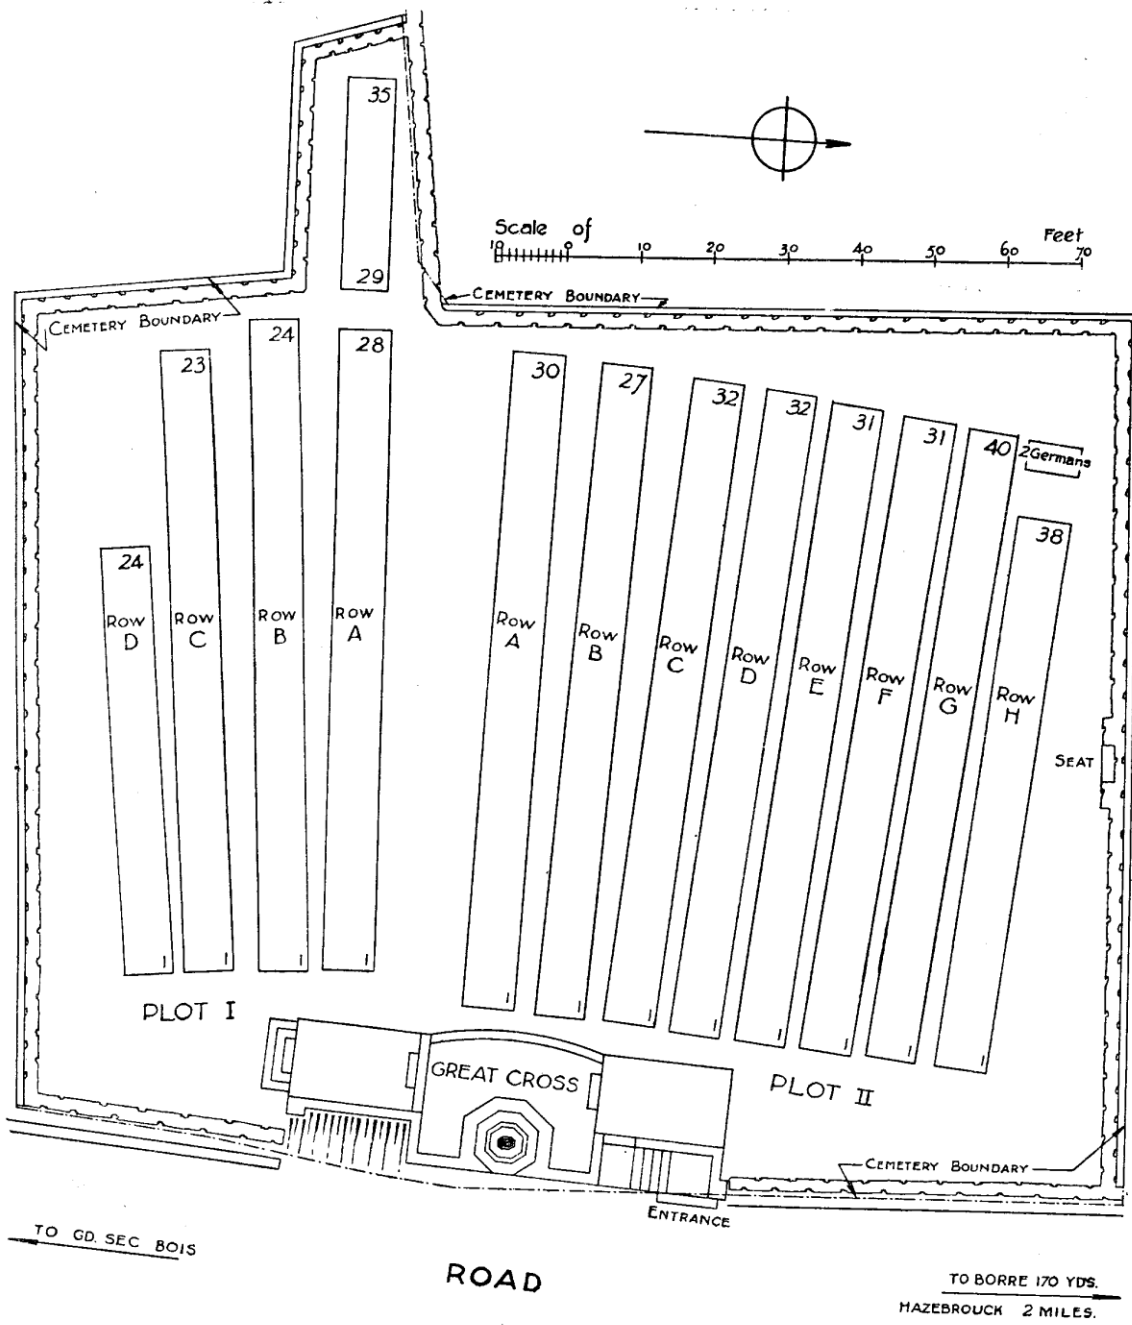 35
Scale of Feet
10 0 10 20 30 40 50 60 70
29
CEMETERY BOUNDARY
CEMETERY BOUNDARY
24
28
23
30
27
32
32
31
31
40
2 Germans
38
24
Row D
Row C
Row B
Row A
Row A
Row B
Row C
Row D
Row E
Row F
Row G
Row H
SEAT
1
1
1
1
1
1
1
1
1
1
1
1
PLOT I
GREAT CROSS
PLOT II
CEMETERY BOUNDARY
ENTRANCE
TO GD. SEC BOIS
ROAD
TO BORRE 170 YDS.
HAZEBROUCK 2 MILES.